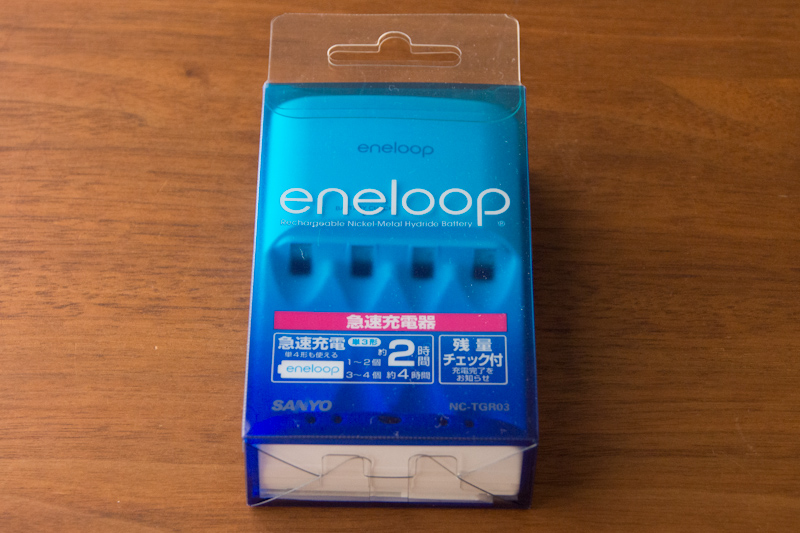 eneloop
eneloop
Rechargeable Nickel-Metal Hydride Battery ®
急速充電器
急速充電 単3形
単4形も使える
eneloop
1〜2個 約2時間
3〜4個 約4時間
残量
チェック付
充電完了を
お知らせ
SANYO NC-TGR03